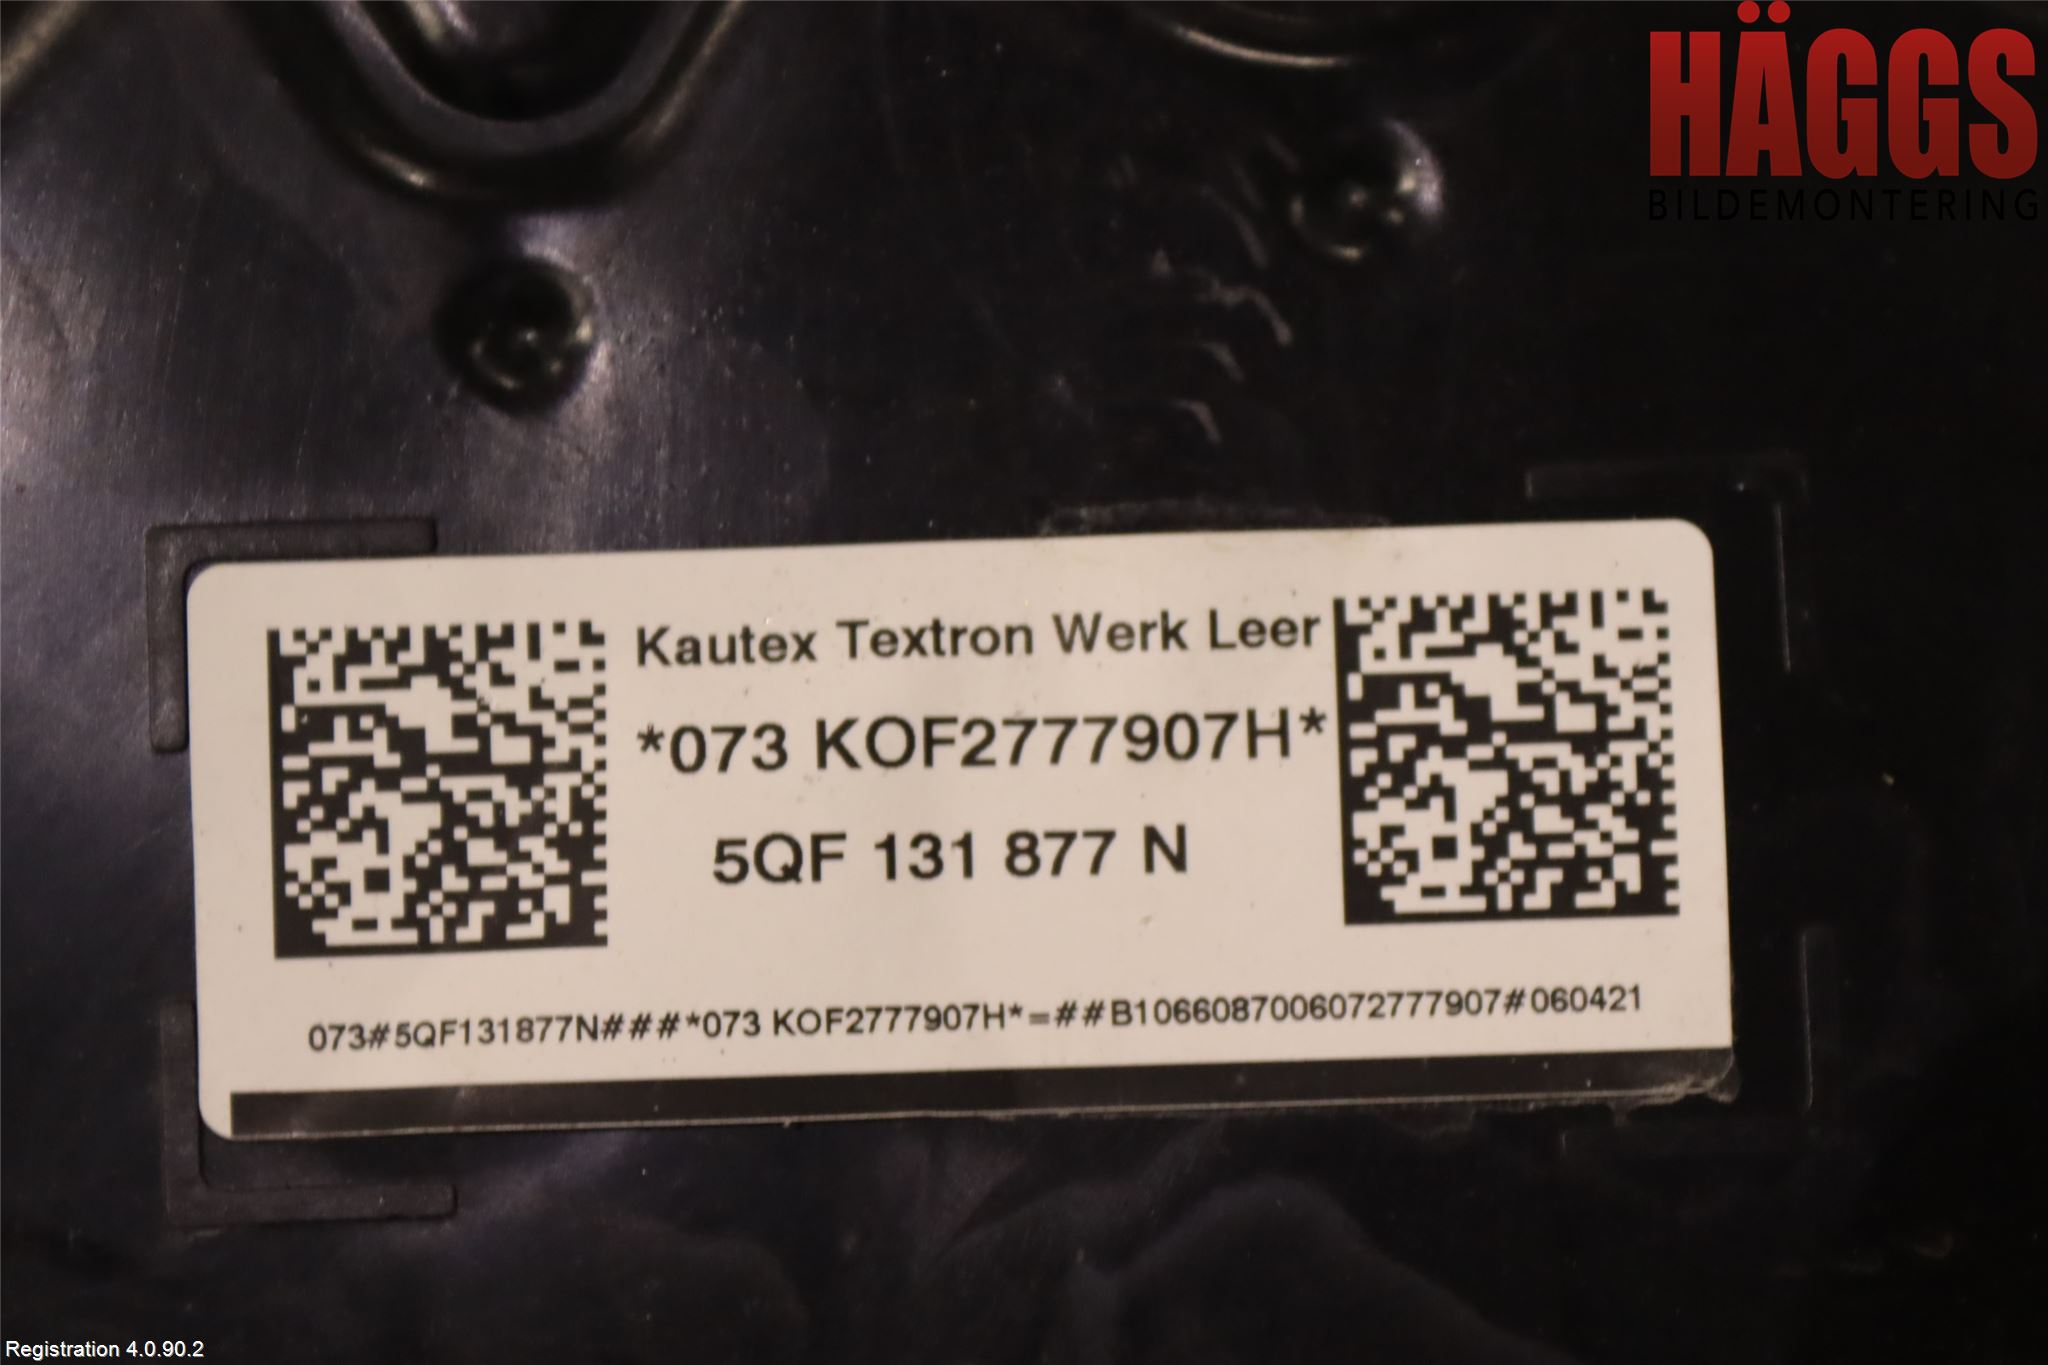 HÄGGS
BILDEMONTERING
Kautex Textron Werk Leer
*073 KOF2777907H*
5QF 131 877 N
073#5QF131877N###*073 KOF2777907H*=##B1066087006072777907#060421
Registration 4.0.90.2